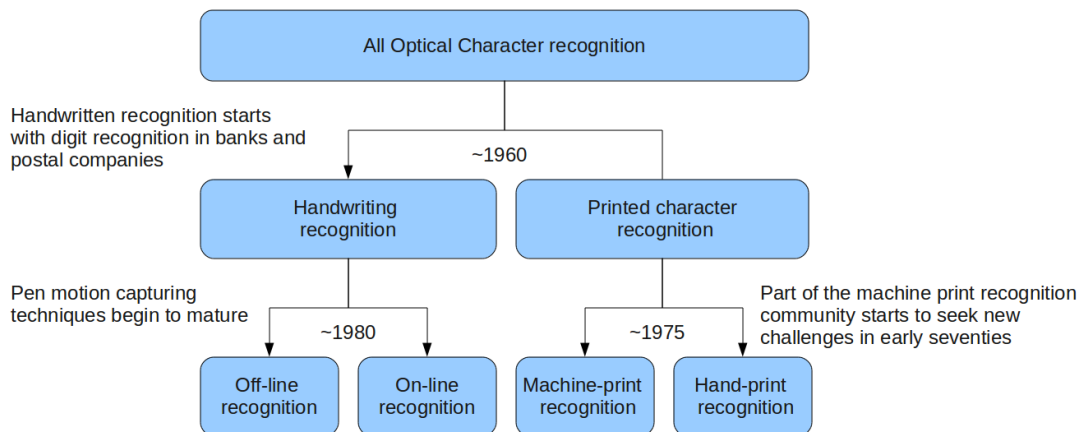 All Optical Character recognition
Handwritten recognition starts
with digit recognition in banks and
postal companies
~1960
Handwriting
recognition
Printed character
recognition
Pen motion capturing
techniques begin to mature
~1980
~1975
Part of the machine print recognition
community starts to seek new
challenges in early seventies
Off-line
recognition
On-line
recognition
Machine-print
recognition
Hand-print
recognition